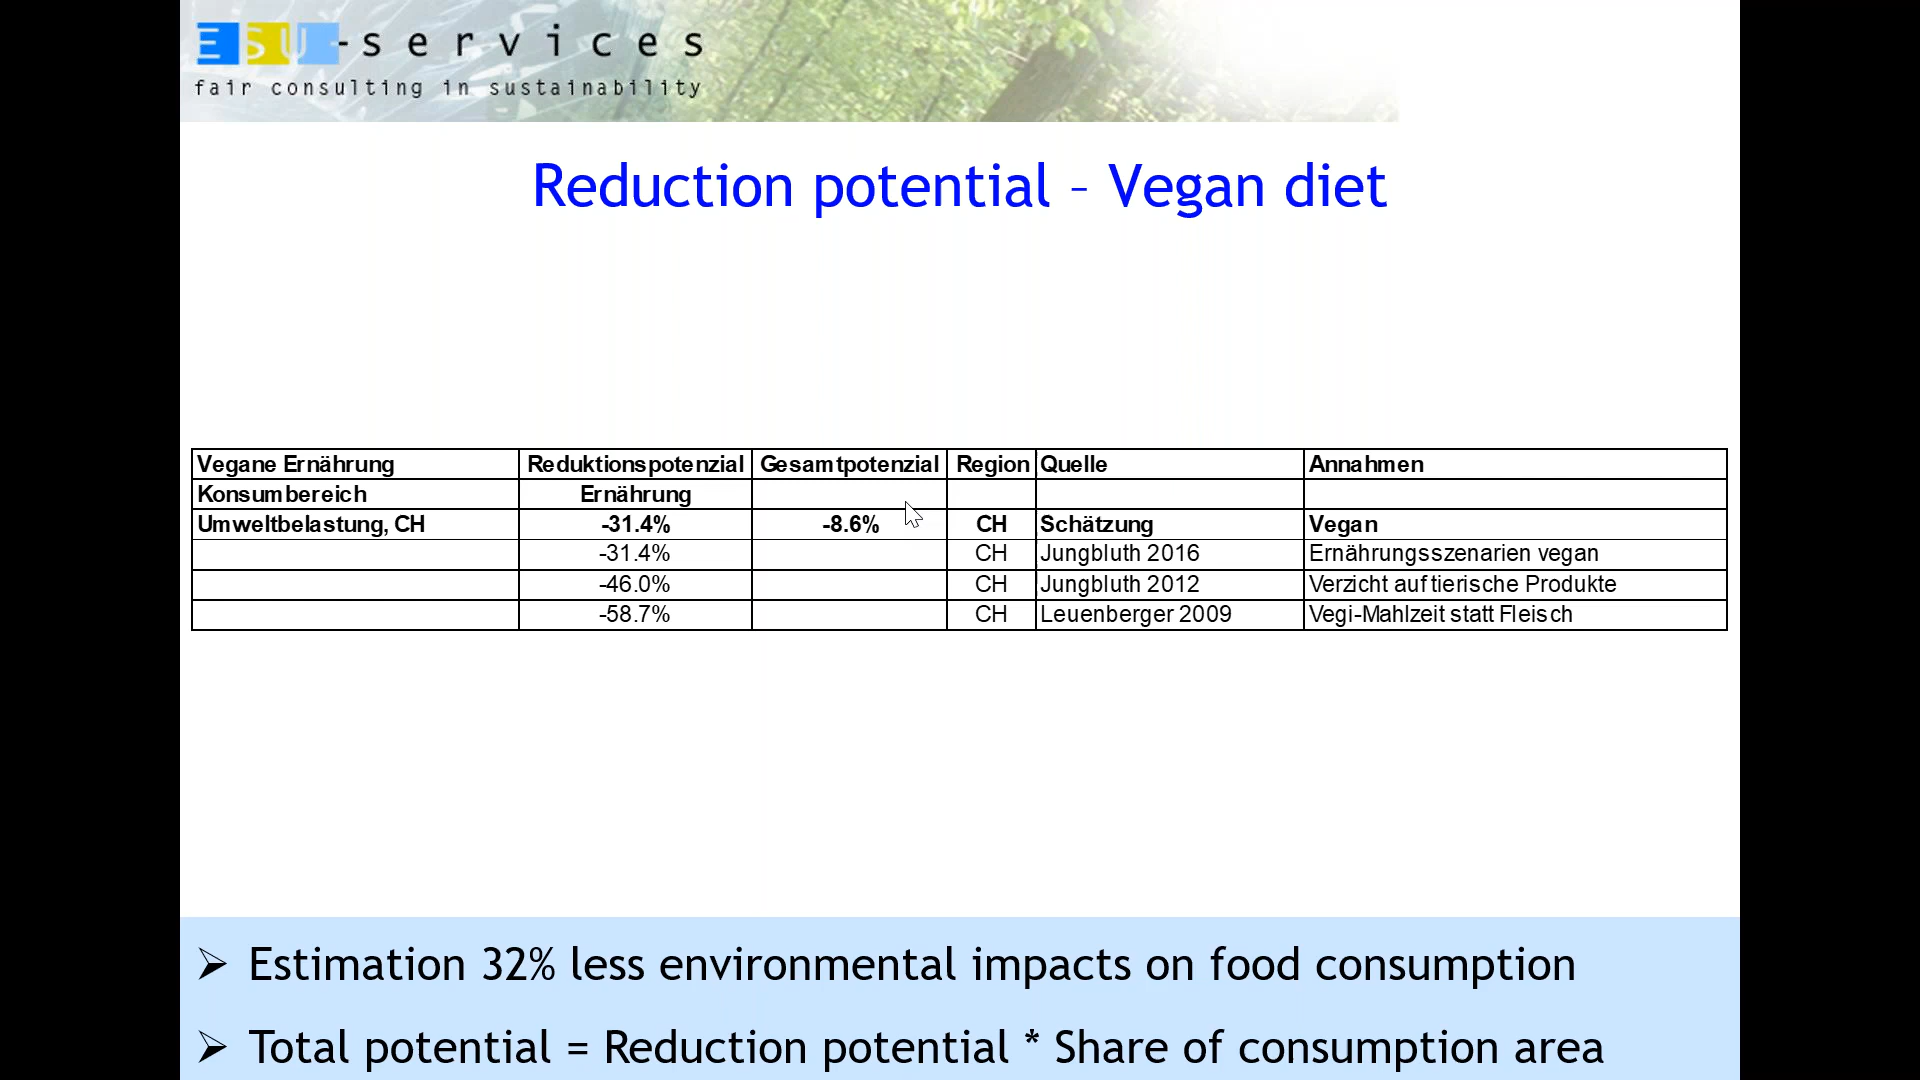 ESU-services
fair consulting in sustainability
Reduction potential – Vegan diet
Vegane Ernährung Reduktionspotenzial Gesamtpotenzial Region Quelle Annahmen
Konsumbereich Ernährung
Umweltbelastung, CH -31.4% -8.6% CH Schätzung Vegan
-31.4% CH Jungbluth 2016 Ernährungsszenarien vegan
-46.0% CH Jungbluth 2012 Verzicht auf tierische Produkte
-58.7% CH Leuenberger 2009 Vegi-Mahlzeit statt Fleisch
➢ Estimation 32% less environmental impacts on food consumption
➢ Total potential = Reduction potential * Share of consumption area